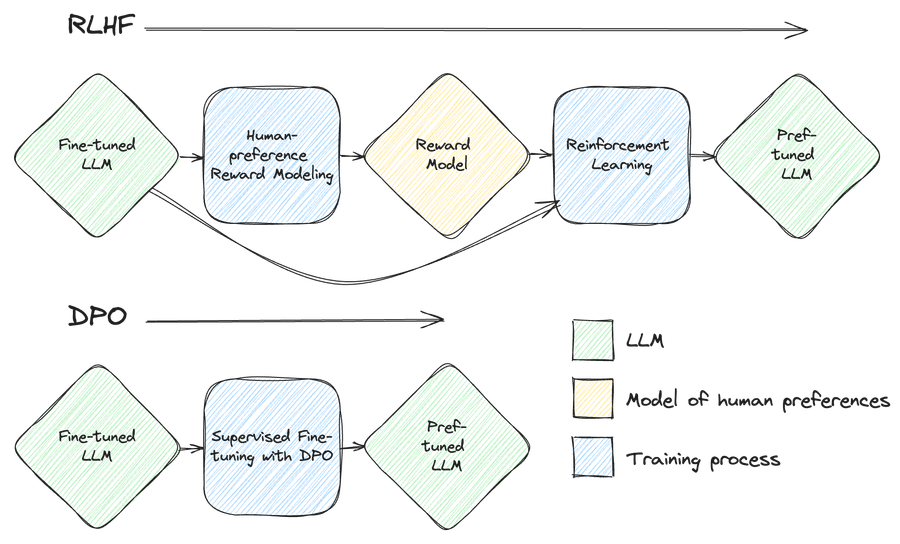 RLHF
Fine-tuned
LLM
Human-
preference
Reward Modeling
Reward
Model
Reinforcement
Learning
Pref-
tuned
LLM
DPO
Fine-tuned
LLM
Supervised Fine-
tuning with DPO
Pref-
tuned
LLM
LLM
Model of human preferences
Training process